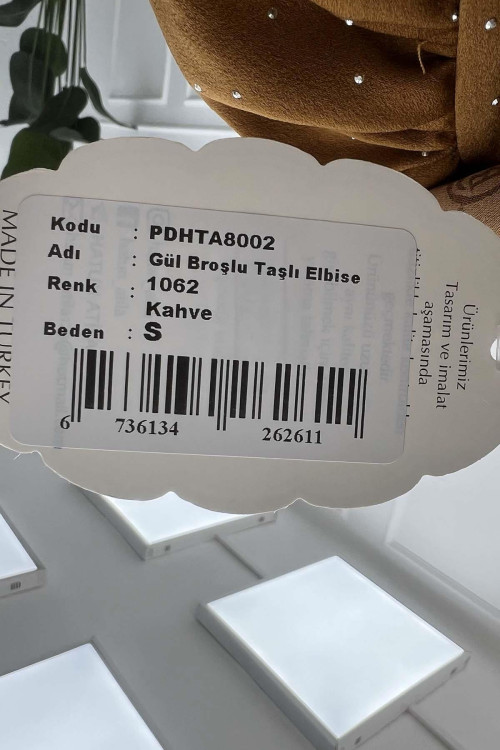 MADE IN TURKEY
Kodu : PDHTA8002
Adı : Gül Broşlu Taşlı Elbise
Renk : 1062
Kahve
Beden : S
6 736134 262611
Ürünlerimiz
Tasarım ve imalat
aşamasında